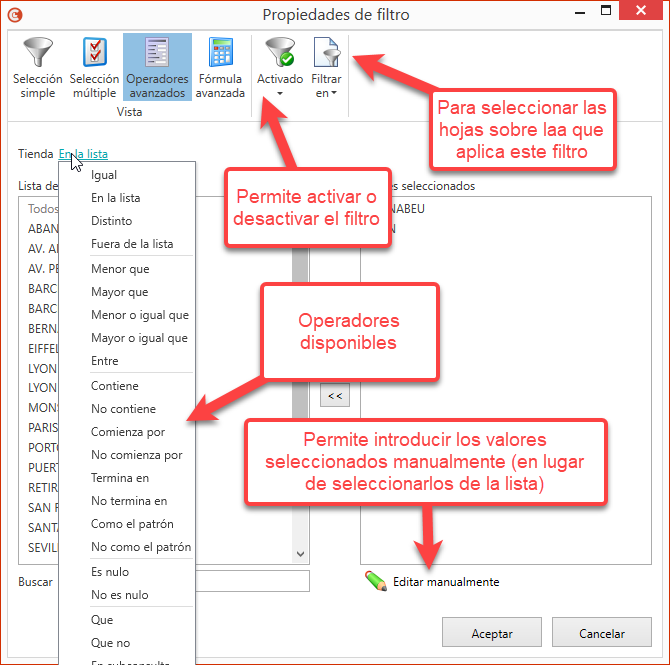 Propiedades de filtro
Selección simple
Selección múltiple
Operadores avanzados
Fórmula avanzada
Activado
Filtrar en
Vista
Para seleccionar las
hojas sobre laa que
aplica este filtro
Tienda En la lista
Permite activar o
desactivar el filtro
Lista de
seleccionados
Igual
En la lista
Distinto
Fuera de la lista
Menor que
Mayor que
Menor o igual que
Mayor o igual que
Entre
Contiene
No contiene
Comienza por
No comienza por
Termina en
No termina en
Como el patrón
No como el patrón
Es nulo
No es nulo
Que
Que no
En subconsulta
Todos
ABAN
AV. A
AV. PE
BARC
BARC
BERNA
EIFFEL
LYON
LYON
MONS
PARIS
PORTO
PUERT
RETIR
SAN F
SANTA
SEVILL
NABEU
N
Operadores
disponibles
<<
Permite introducir los valores
seleccionados manualmente (en lugar
de seleccionarlos de la lista)
Buscar
Editar manualmente
Aceptar
Cancelar